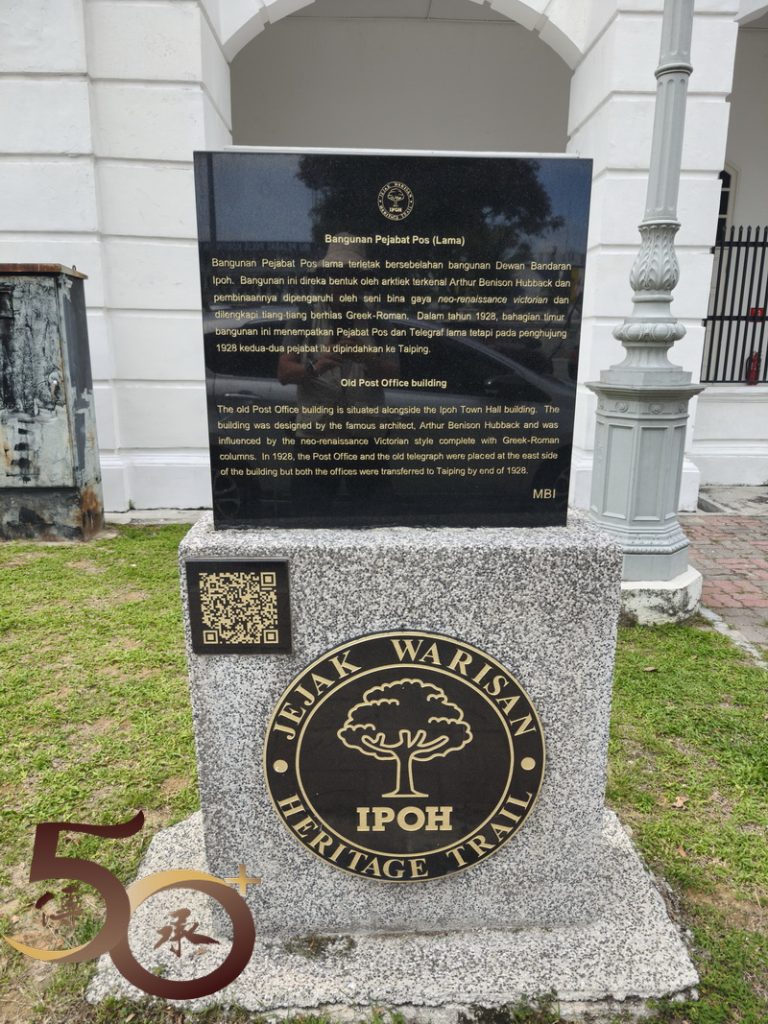 JEJAK WARISAN
IPOH
HERITAGE TRAIL
Bangunan Pejabat Pos (Lama)
Bangunan Pejabat Pos lama terletak bersebelahan bangunan Dewan Bandaran
Ipoh. Bangunan ini direka bentuk oleh arkitek terkenal Arthur Benison Hubback dan
pembinaannya dipengaruhi oleh seni bina gaya neo-renaissance victorian dan
dilengkapi tiang-tiang berhias Greek-Roman. Dalam tahun 1928, bahagian timur
bangunan ini menempatkan Pejabat Pos dan Telegraf lama tetapi pada penghujung
1928 kedua-dua pejabat itu dipindahkan ke Taiping.
Old Post Office building
The old Post Office building is situated alongside the Ipoh Town Hall building. The
building was designed by the famous architect, Arthur Benison Hubback and was
influenced by the neo-renaissance Victorian style complete with Greek-Roman
columns. In 1928, the Post Office and the old telegraph were placed at the east side
of the building but both the offices were transferred to Taiping by end of 1928.
MBI
JEJAK WARISAN
IPOH
HERITAGE TRAIL
50+
承